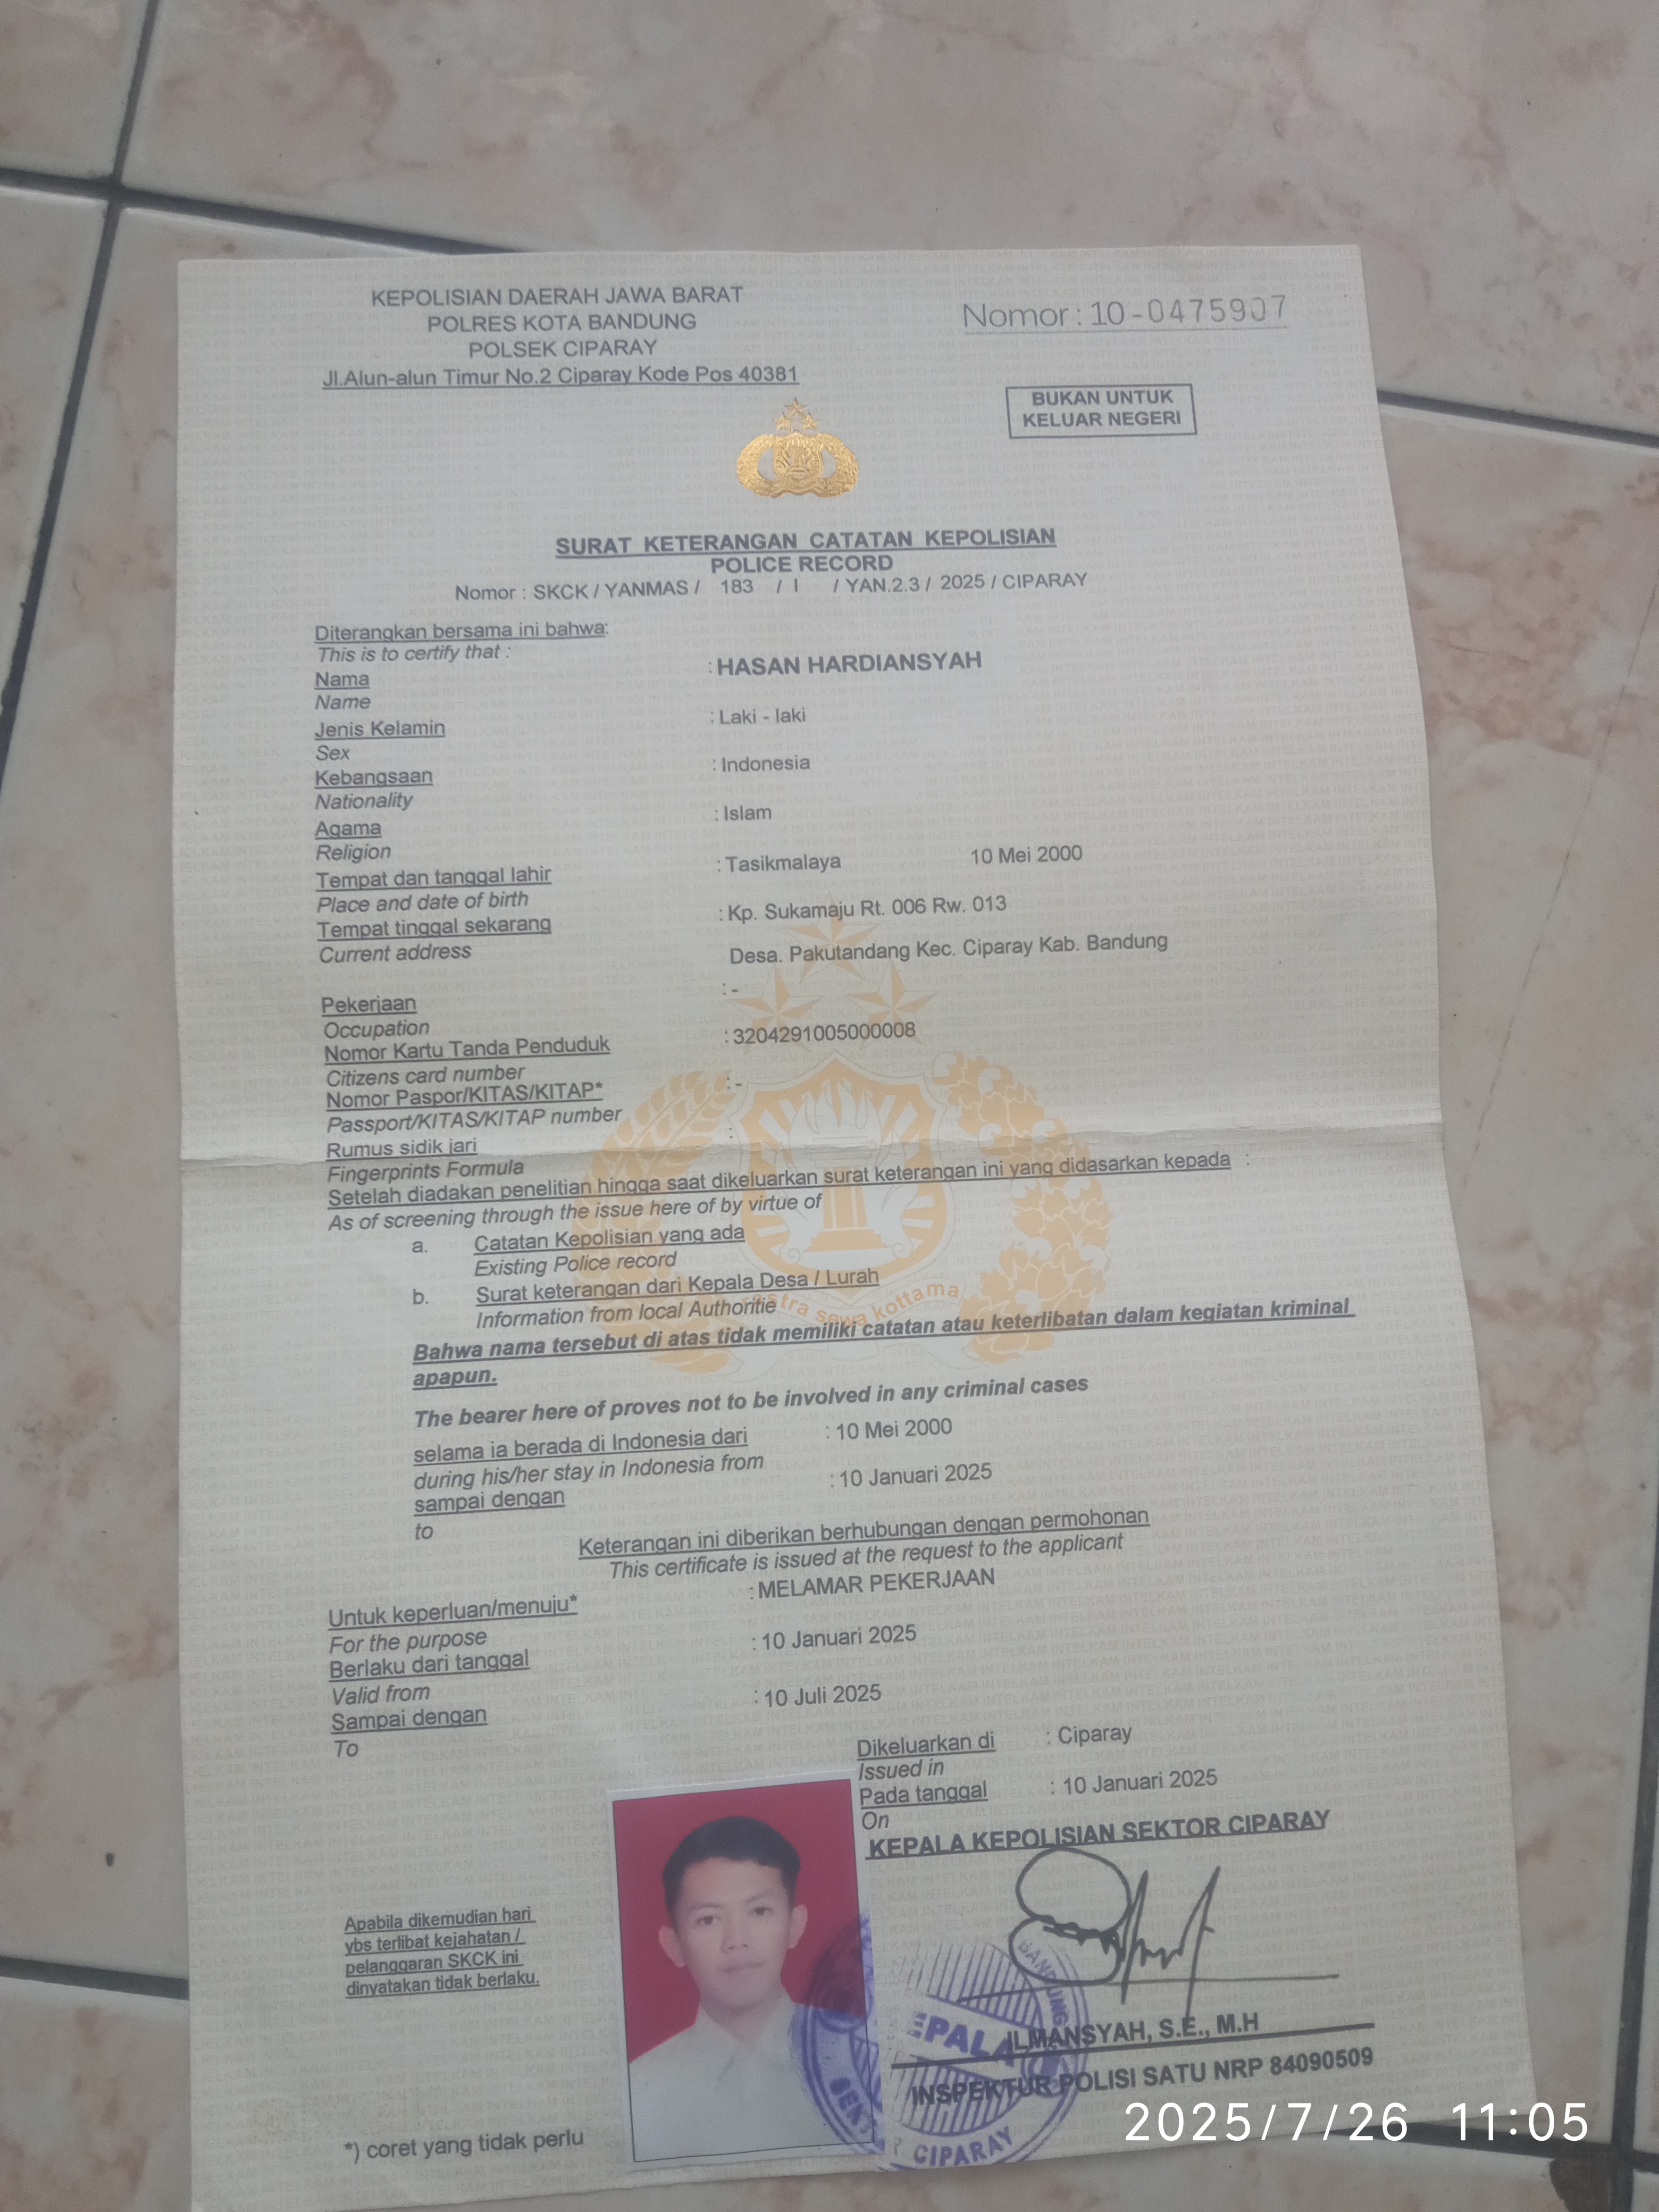 KEPOLISIAN DAERAH JAWA BARAT
POLRES KOTA BANDUNG
POLSEK CIPARAY
Jl.Alun-alun Timur No.2 Ciparay Kode Pos 40381
Nomor : 10-0475907
BUKAN UNTUK
KELUAR NEGERI
SURAT KETERANGAN CATATAN KEPOLISIAN
POLICE RECORD
Nomor : SKCK / YANMAS / 183 / I / YAN.2.3 / 2025 / CIPARAY
Diterangkan bersama ini bahwa:
This is to certify that :
Nama : HASAN HARDIANSYAH
Name
Jenis Kelamin : Laki - laki
Sex
Kebangsaan : Indonesia
Nationality
Agama : Islam
Religion
Tempat dan tanggal lahir : Tasikmalaya 10 Mei 2000
Place and date of birth
Tempat tinggal sekarang : Kp. Sukamaju Rt. 006 Rw. 013
Current address Desa. Pakutandang Kec. Ciparay Kab. Bandung
Pekerjaan : -
Occupation
Nomor Kartu Tanda Penduduk : 3204291005000008
Citizens card number
Nomor Paspor/KITAS/KITAP* : -
Passport/KITAS/KITAP number
Rumus sidik jari :
Fingerprints Formula
Setelah diadakan penelitian hingga saat dikeluarkan surat keterangan ini yang didasarkan kepada :
As of screening through the issue here of by virtue of
a. Catatan Kepolisian yang ada
Existing Police record
b. Surat keterangan dari Kepala Desa / Lurah
Information from local Authoritie
rastra sewa kottama
Bahwa nama tersebut di atas tidak memiliki catatan atau keterlibatan dalam kegiatan kriminal
apapun.
The bearer here of proves not to be involved in any criminal cases
selama ia berada di Indonesia dari : 10 Mei 2000
during his/her stay in Indonesia from
sampai dengan : 10 Januari 2025
to
Keterangan ini diberikan berhubungan dengan permohonan
This certificate is issued at the request to the applicant
Untuk keperluan/menuju* : MELAMAR PEKERJAAN
For the purpose
Berlaku dari tanggal : 10 Januari 2025
Valid from
Sampai dengan : 10 Juli 2025
To
Dikeluarkan di : Ciparay
Issued in
Pada tanggal : 10 Januari 2025
On
KEPALA KEPOLISIAN SEKTOR CIPARAY
Apabila dikemudian hari
ybs terlibat kejahatan /
pelanggaran SKCK ini
dinyatakan tidak berlaku.
BANDUNG
EPALA
SEKT R CIPARAY
ILMANSYAH, S.E., M.H
INSPEKTUR POLISI SATU NRP 84090509
*) coret yang tidak perlu
2025/7/26 11:05